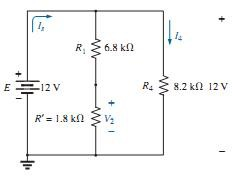 +
Iₛ
I₄
R₁ 6.8 kΩ
+
E 12 V
R₄ 8.2 kΩ 12 V
–
+
R' = 1.8 kΩ V₂
–
–